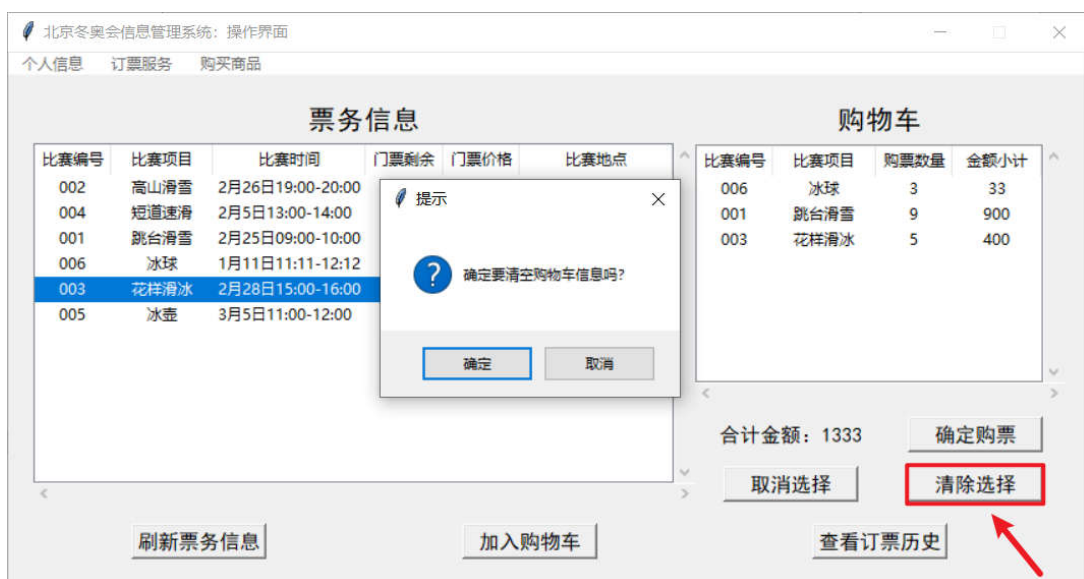 北京冬奥会信息管理系统：操作界面
个人信息 订票服务 购买商品
票务信息
比赛编号 比赛项目 比赛时间 门票剩余 门票价格 比赛地点
002 高山滑雪 2月26日19:00-20:00
004 短道速滑 2月5日13:00-14:00
001 跳台滑雪 2月25日09:00-10:00
006 冰球 1月11日11:11-12:12
003 花样滑冰 2月28日15:00-16:00
005 冰壶 3月5日11:00-12:00
提示
确定要清空购物车信息吗?
确定 取消
购物车
比赛编号 比赛项目 购票数量 金额小计
006 冰球 3 33
001 跳台滑雪 9 900
003 花样滑冰 5 400
合计金额：1333 确定购票
取消选择 清除选择
刷新票务信息 加入购物车 查看订票历史